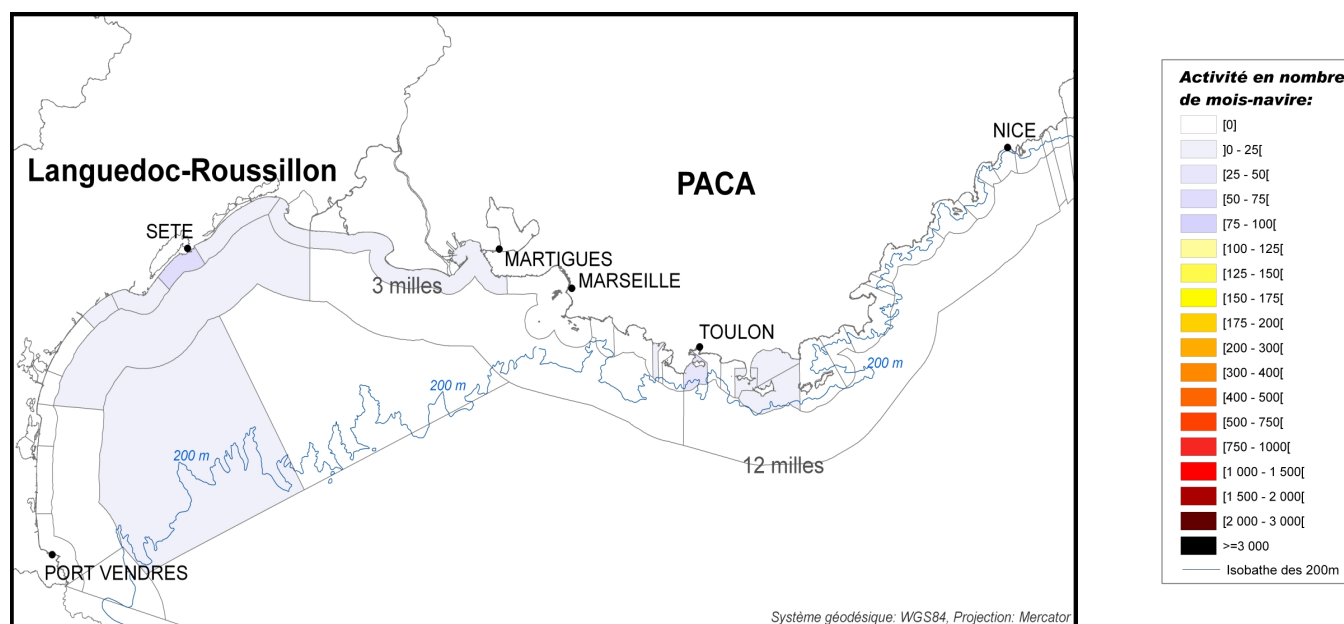 Languedoc-Roussillon
PACA
NICE
SETE
MARTIGUES
3 milles
MARSEILLE
TOULON
200 m
200 m
200 m
12 milles
PORT VENDRES
Système géodésique: WGS84, Projection: Mercator
Activité en nombre
de mois-navire:
[0]
]0 - 25[
[25 - 50[
[50 - 75[
[75 - 100[
[100 - 125[
[125 - 150[
[150 - 175[
[175 - 200[
[200 - 300[
[300 - 400[
[400 - 500[
[500 - 750[
[750 - 1000[
[1 000 - 1 500[
[1 500 - 2 000[
[2 000 - 3 000[
>=3 000
Isobathe des 200m